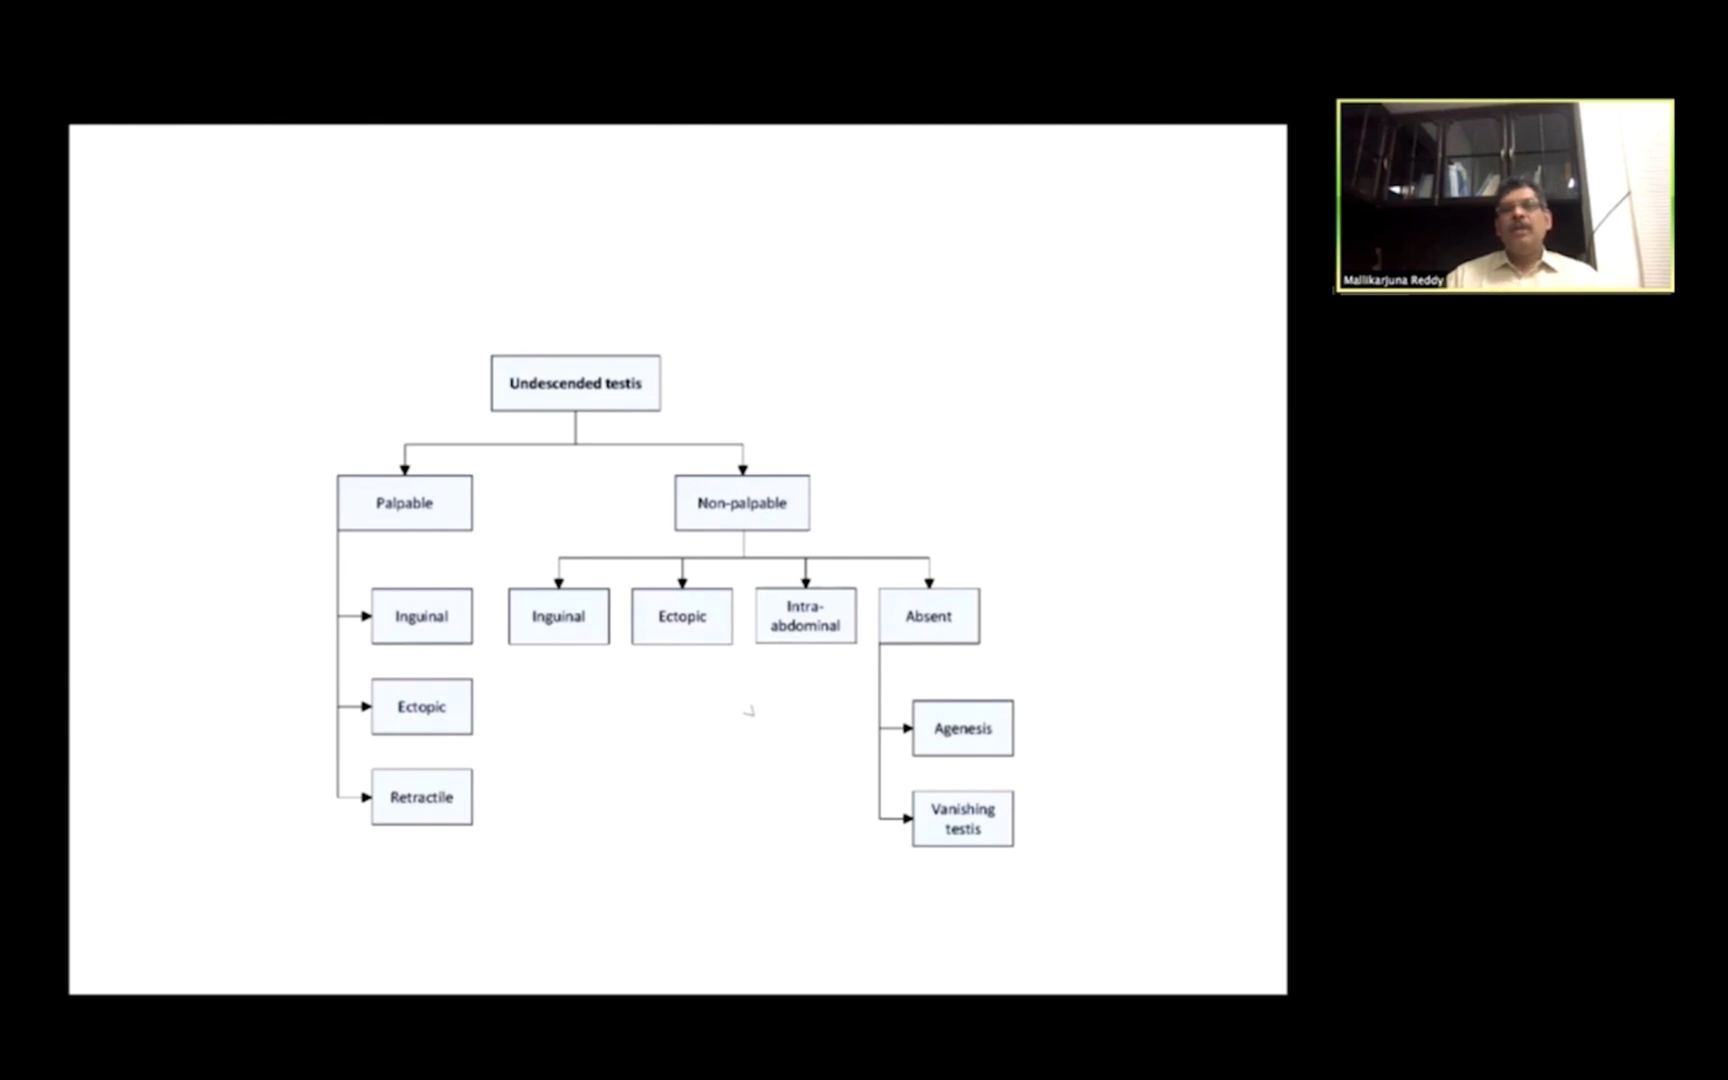 Mallikarjuna Reddy
Undescended testis
Palpable
Non-palpable
Inguinal
Inguinal
Ectopic
Intra-
abdominal
Absent
Ectopic
Agenesis
Retractile
Vanishing
testis